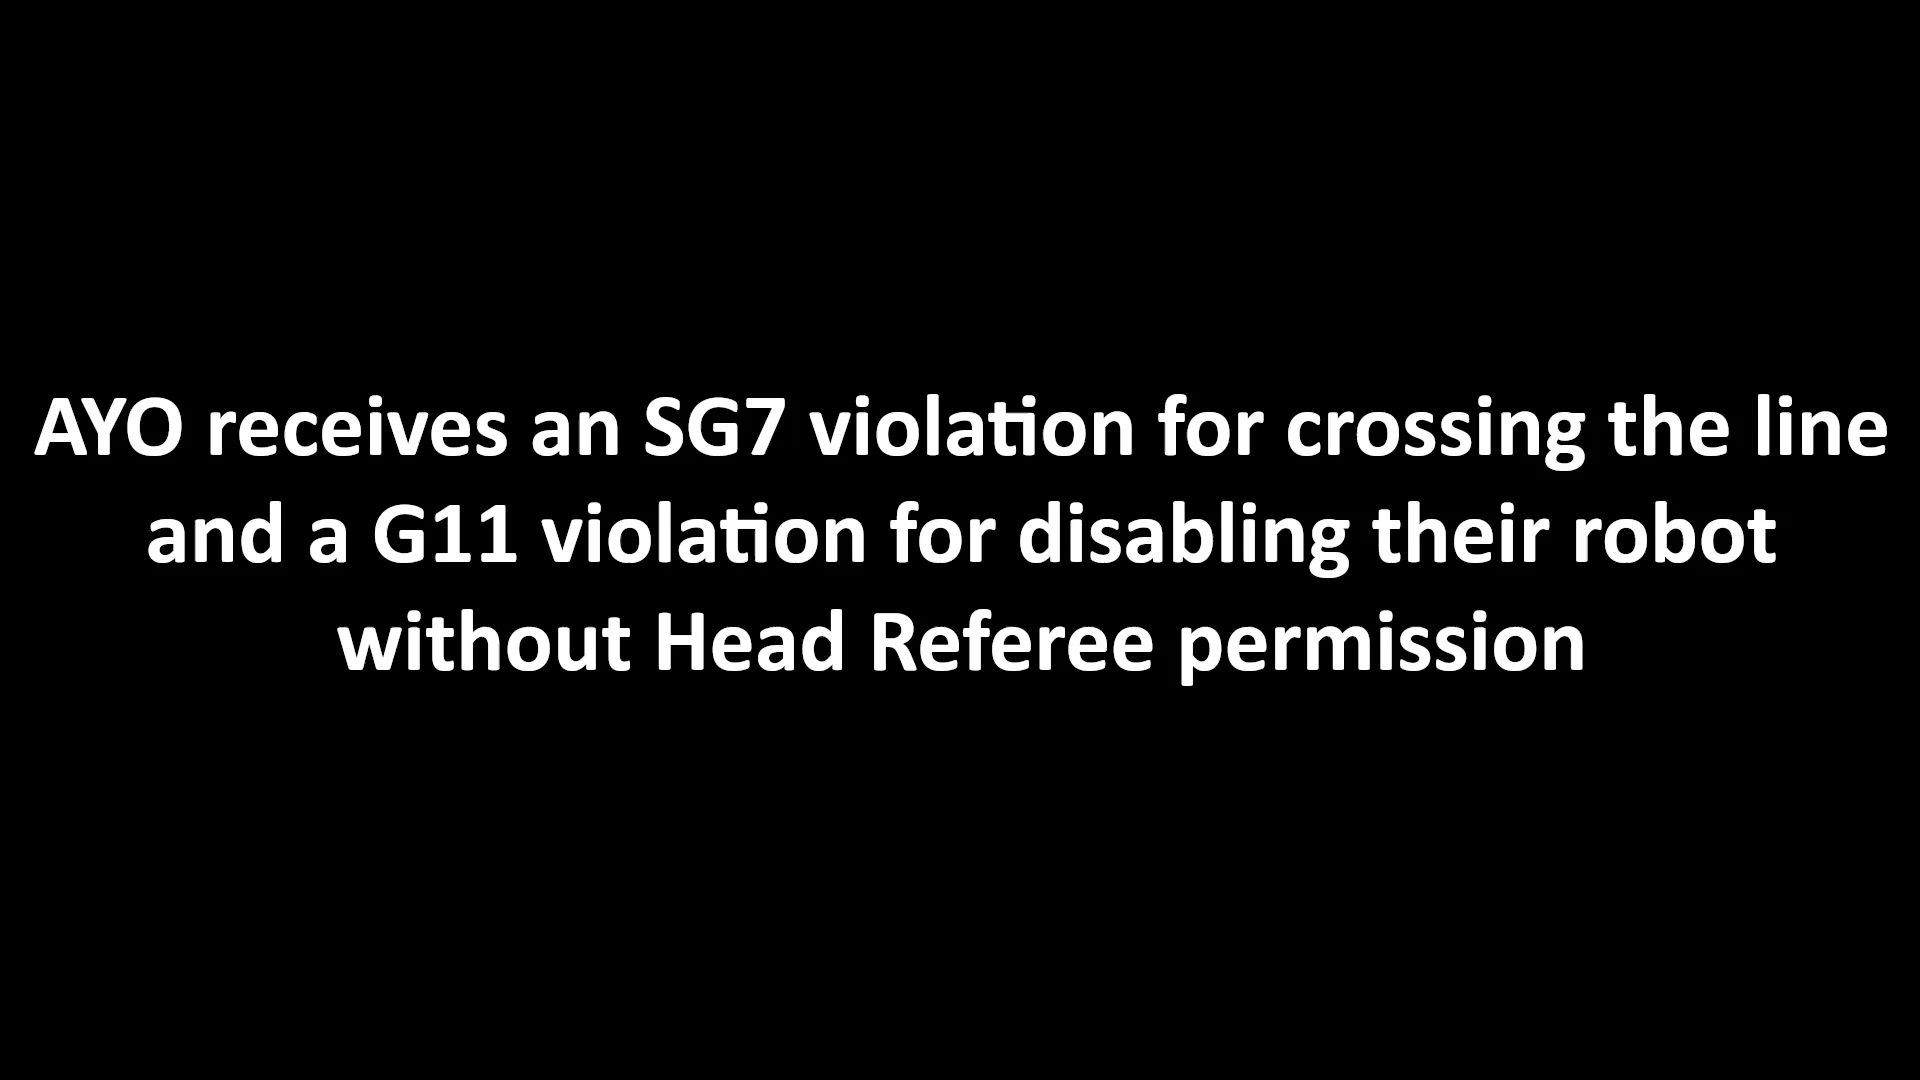 AYO receives an SG7 violation for crossing the line
and a G11 violation for disabling their robot
without Head Referee permission